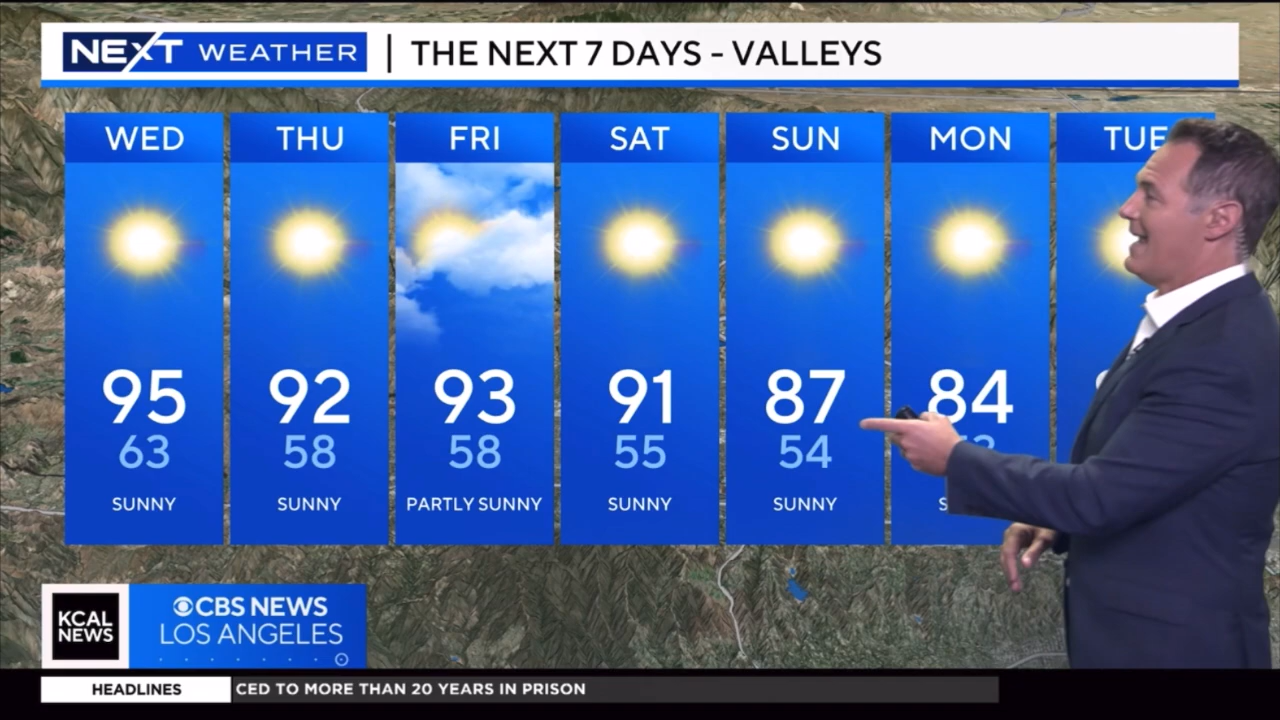 NEXT WEATHER | THE NEXT 7 DAYS - VALLEYS
WED THU FRI SAT SUN MON TUE
95 92 93 91 87 84
63 58 58 55 54
SUNNY SUNNY PARTLY SUNNY SUNNY SUNNY
KCAL NEWS
CBS NEWS
LOS ANGELES
HEADLINES CED TO MORE THAN 20 YEARS IN PRISON